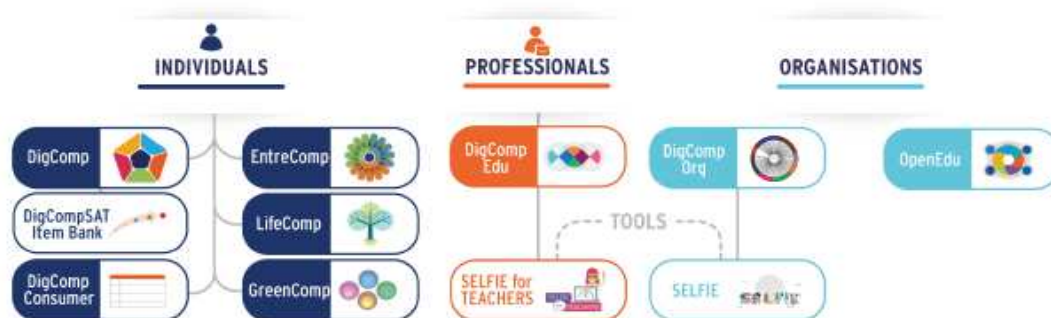 INDIVIDUALS
PROFESSIONALS
ORGANISATIONS
DigComp
EntreComp
DigComp
Edu
DigComp
Org
OpenEdu
DigCompSAT
Item Bank
LifeComp
TOOLS
DigComp
Consumer
GreenComp
SELFIE for
TEACHERS
SELFIE
SELFIE